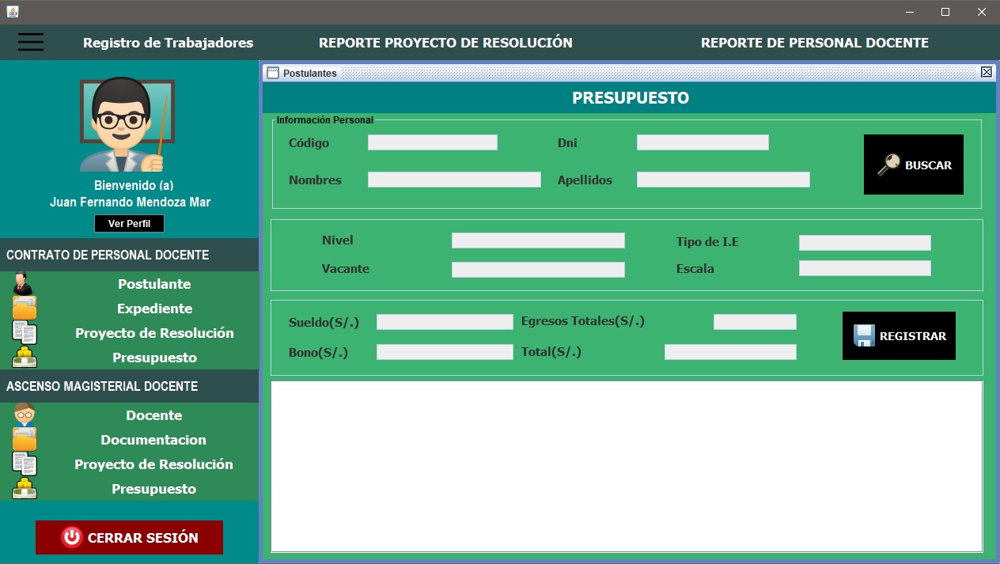 Registro de Trabajadores
REPORTE PROYECTO DE RESOLUCIÓN
REPORTE DE PERSONAL DOCENTE
Bienvenido (a)
Juan Fernando Mendoza Mar
Ver Perfil
CONTRATO DE PERSONAL DOCENTE
Postulante
Expediente
Proyecto de Resolución
Presupuesto
ASCENSO MAGISTERIAL DOCENTE
Docente
Documentacion
Proyecto de Resolución
Presupuesto
CERRAR SESIÓN
Postulantes
PRESUPUESTO
Información Personal
Código
Dni
Nombres
Apellidos
BUSCAR
Nivel
Tipo de I.E
Vacante
Escala
Sueldo(S/.)
Egresos Totales(S/.)
Bono(S/.)
Total(S/.)
REGISTRAR